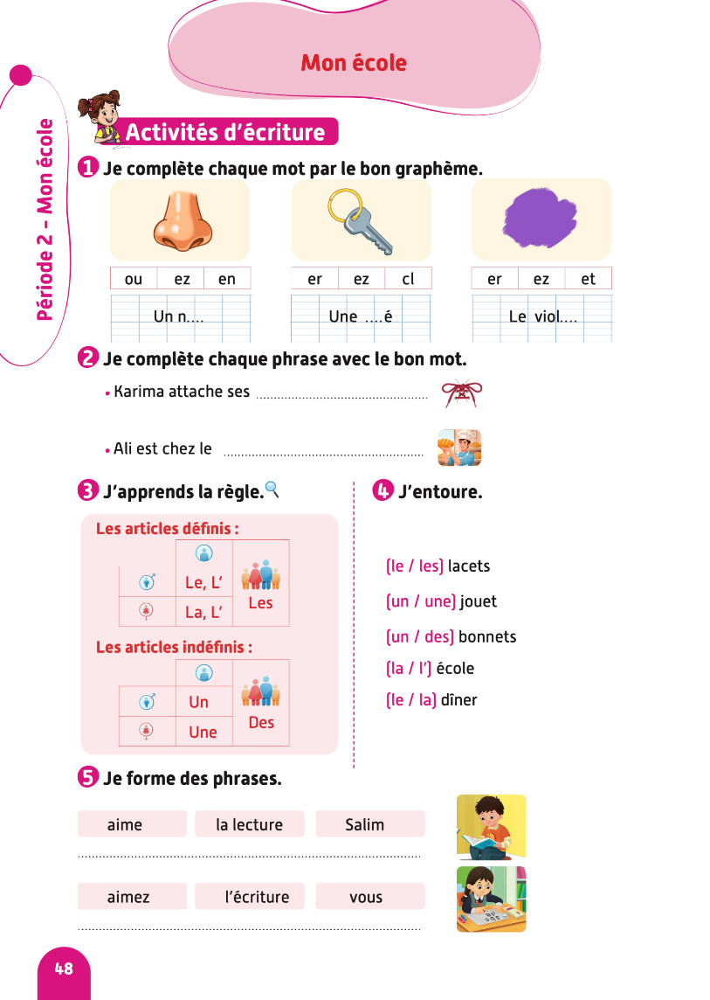 Mon école
Période 2 - Mon école
Activités d'écriture
1 Je complète chaque mot par le bon graphème.
ou ez en
er ez cl
er ez et
Un n....
Une ....é
Le viol....
2 Je complète chaque phrase avec le bon mot.
• Karima attache ses ................................................
• Ali est chez le ........................................................
3 J'apprends la règle.
Les articles définis :
Le, L'
La, L'
Les
Les articles indéfinis :
Un
Une
Des
4 J'entoure.
(le / les) lacets
(un / une) jouet
(un / des) bonnets
(la / l') école
(le / la) dîner
5 Je forme des phrases.
aime la lecture Salim
................................................................................................
aimez l'écriture vous
................................................................................................
48